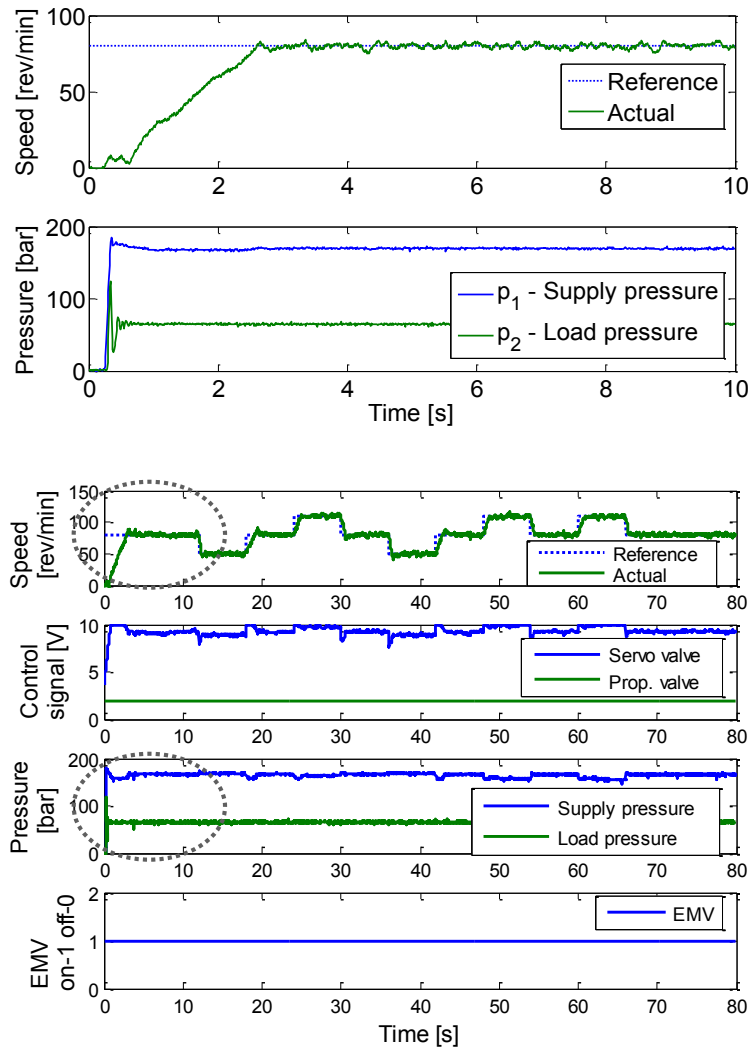 100
50
0
Speed [rev/min]
Reference
Actual
0 2 4 6 8 10
200
100
0
Pressure [bar]
p1 - Supply pressure
p2 - Load pressure
0 2 4 6 8 10
Time [s]
150
100
50
0
Speed
[rev/min]
Reference
Actual
0 10 20 30 40 50 60 70 80
10
5
0
Control
signal [V]
Servo valve
Prop. valve
0 10 20 30 40 50 60 70 80
200
100
0
Pressure
[bar]
Supply pressure
Load pressure
0 10 20 30 40 50 60 70 80
2
1
0
EMV
on-1 off-0
EMV
0 10 20 30 40 50 60 70 80
Time [s]